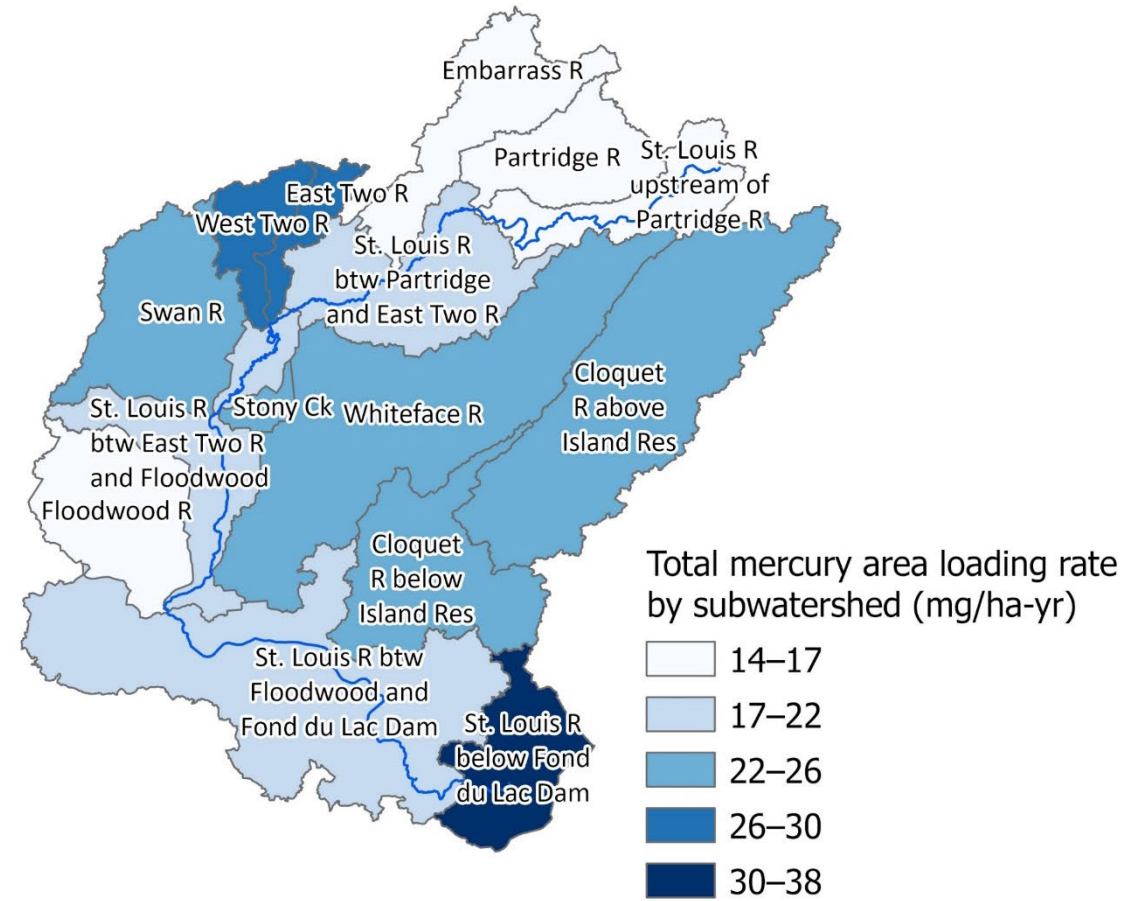 Embarrass R
Partridge R
St. Louis R
upstream of
Partridge R
East Two R
West Two R
St. Louis R
btw Partridge
and East Two R
Swan R
Cloquet
R above
Island Res
St. Louis R
btw East Two R
and Floodwood
Stony Ck
Whiteface R
Floodwood R
Cloquet
R below
Island Res
St. Louis R btw
Floodwood and
Fond du Lac Dam
St. Louis R
below Fond
du Lac Dam
Total mercury area loading rate
by subwatershed (mg/ha-yr)
14–17
17–22
22–26
26–30
30–38